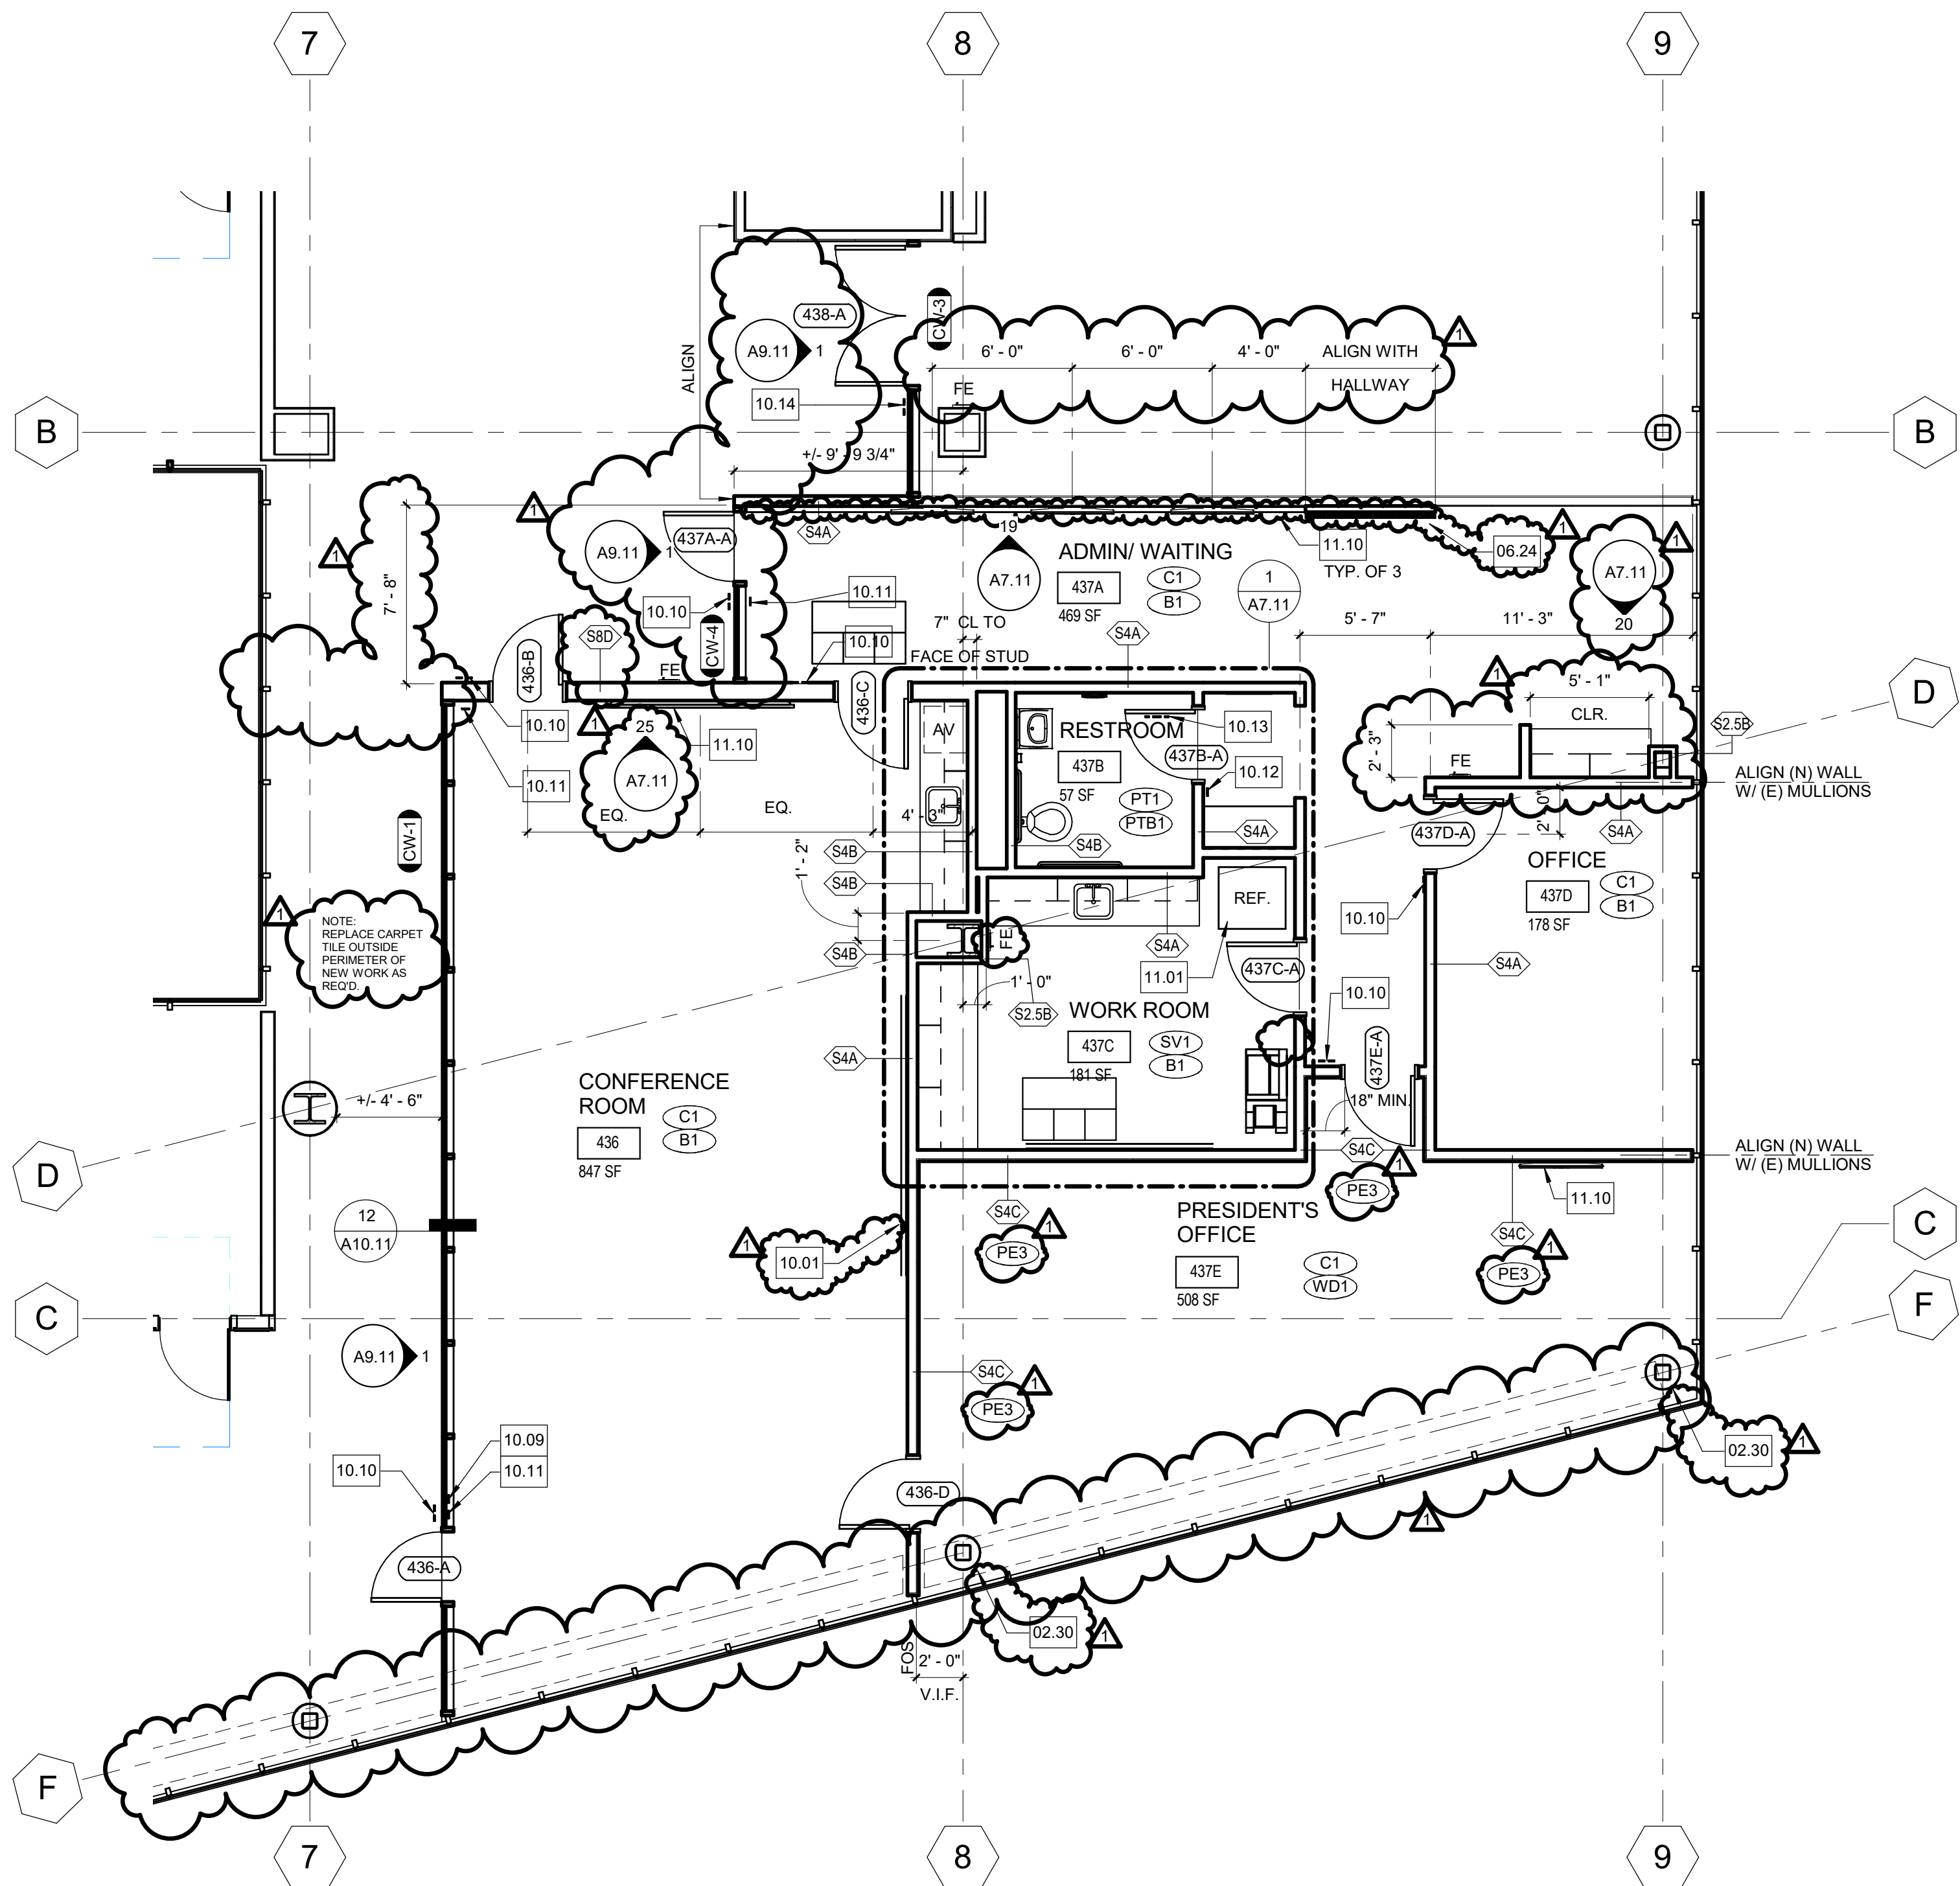 7
8
9
438-A
CW-3
1
A9.11
1
6' - 0"
6' - 0"
4' - 0"
ALIGN WITH
HALLWAY
ALIGN
10.14
FE
B
B
+/- 9' - 9 3/4"
1
1
1
1
S4A
19
A9.11
1
437A-A
7' - 8"
ADMIN/ WAITING
437A
469 SF
C1
B1
A7.11
1
A7.11
11.10
TYP. OF 3
06.24
A7.11
20
10.10
10.11
10.10
7" CL TO
FACE OF STUD
S4A
5' - 7"
11' - 3"
S8D
436-B
CW-4
FE
436-C
1
5' - 1"
CLR.
D
S2.5B
10.10
10.11
1
25
A7.11
11.10
EQ.
EQ.
AV
4' - 3"
RESTROOM
437B
57 SF
437B-A
10.13
10.12
PT1
PTB1
S4A
S4B
2' - 3"
FE
2' - 0"
ALIGN (N) WALL
W/ (E) MULLIONS
S4A
437D-A
CW-1
S4B
1' - 2"
S4B
S4B
OFFICE
437D
178 SF
C1
B1
1
NOTE:
REPLACE CARPET
TILE OUTSIDE
PERIMETER OF
NEW WORK AS
REQ'D.
REF.
10.10
S4A
FE
S4A
11.01
437C-A
10.10
1' - 0"
S2.5B
WORK ROOM
437C
181 SF
SV1
B1
S4A
437E-A
18" MIN.
CONFERENCE
ROOM
436
847 SF
C1
B1
+/- 4' - 6"
D
S4C
1
PE3
ALIGN (N) WALL
W/ (E) MULLIONS
11.10
12
A10.11
S4C
1
PE3
PRESIDENT'S
OFFICE
437E
508 SF
C1
WD1
S4C
1
PE3
1
10.01
C
C
F
A9.11
1
S4C
1
PE3
10.10
10.09
10.11
436-D
02.30
1
1
436-A
02.30
1
FOS
2' - 0"
V.I.F.
F
7
8
9